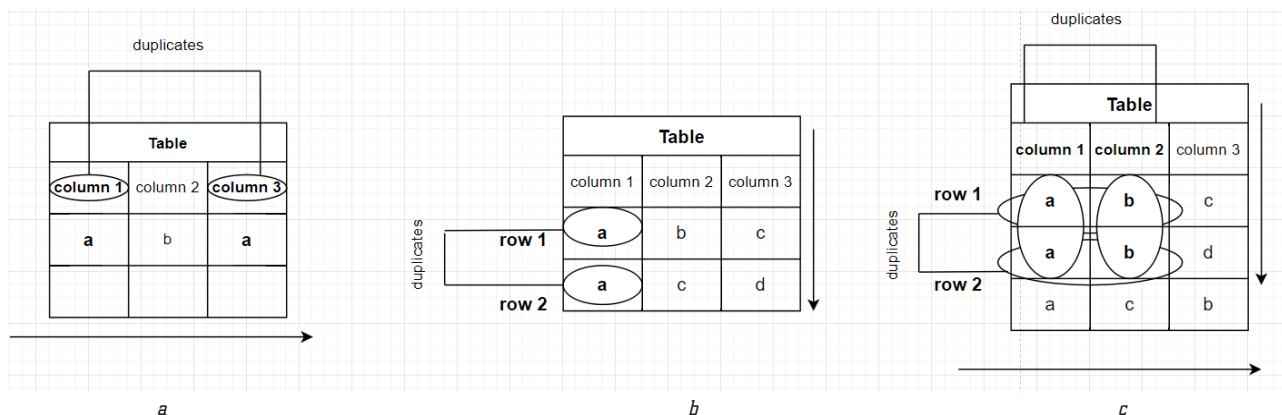 duplicates
Table
column 1 column 2 column 3
a b a
a
duplicates
Table
column 1 column 2 column 3
row 1 a b c
row 2 a c d
b
duplicates
duplicates
Table
column 1 column 2 column 3
row 1 a b c
row 2 a b d
a c b
c